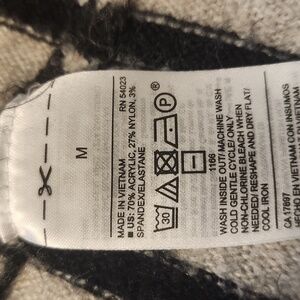 M
MADE IN VIETNAM RN 54023
US: 70% ACRYLIC, 27% NYLON, 3%
SPANDEX/ELASTANE
®
30 P
1166
WASH INSIDE OUT/MACHINE WASH
COLD GENTLE CYCLE/ ONLY
NON-CHLORINE BLEACH WHEN
NEEDED/ RESHAPE AND DRY FLAT/
COOL IRON
CA 17897
HECHO EN VIETNAM CON INSUMOS